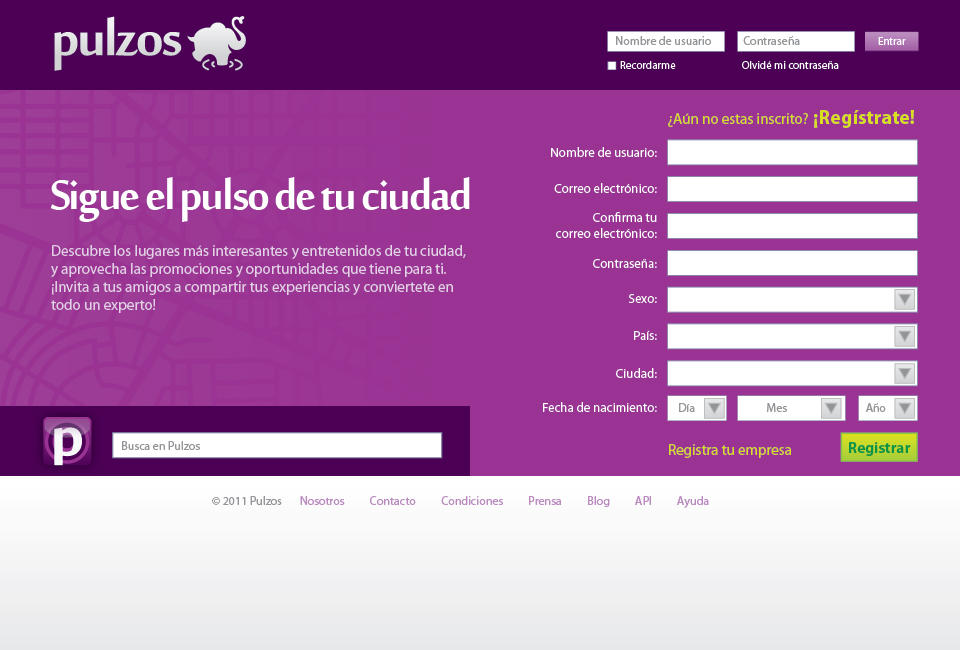 pulzos
Nombre de usuario
Contraseña
Entrar
Recordarme
Olvidé mi contraseña
¿Aún no estas inscrito? ¡Regístrate!
Nombre de usuario:
Correo electrónico:
Confirma tu
correo electrónico:
Contraseña:
Sexo:
País:
Ciudad:
Fecha de nacimiento:
Día
Mes
Año
Registra tu empresa
Registrar
Sigue el pulso de tu ciudad
Descubre los lugares más interesantes y entretenidos de tu ciudad,
y aprovecha las promociones y oportunidades que tiene para ti.
¡Invita a tus amigos a compartir tus experiencias y conviertete en
todo un experto!
p
Busca en Pulzos
© 2011 Pulzos Nosotros Contacto Condiciones Prensa Blog API Ayuda